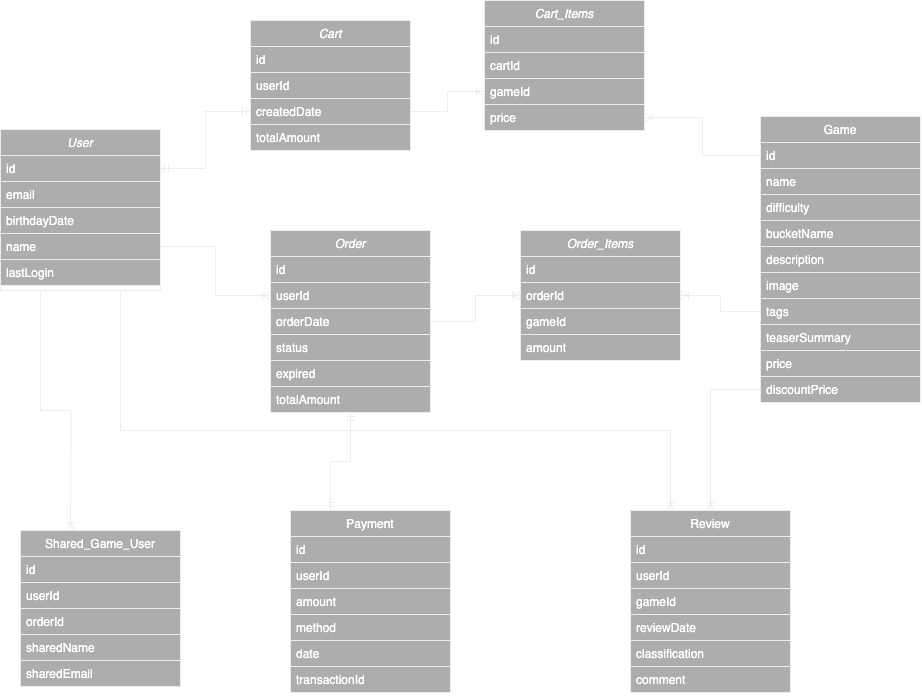 Cart
id
userId
createdDate
totalAmount
Cart_Items
id
cartId
gameId
price
User
id
email
birthdayDate
name
lastLogin
Game
id
name
difficulty
bucketName
description
image
tags
teaserSummary
price
discountPrice
Order
id
userId
orderDate
status
expired
totalAmount
Order_Items
id
orderId
gameId
amount
Shared_Game_User
id
userId
orderId
sharedName
sharedEmail
Payment
id
userId
amount
method
date
transactionId
Review
id
userId
gameId
reviewDate
classification
comment